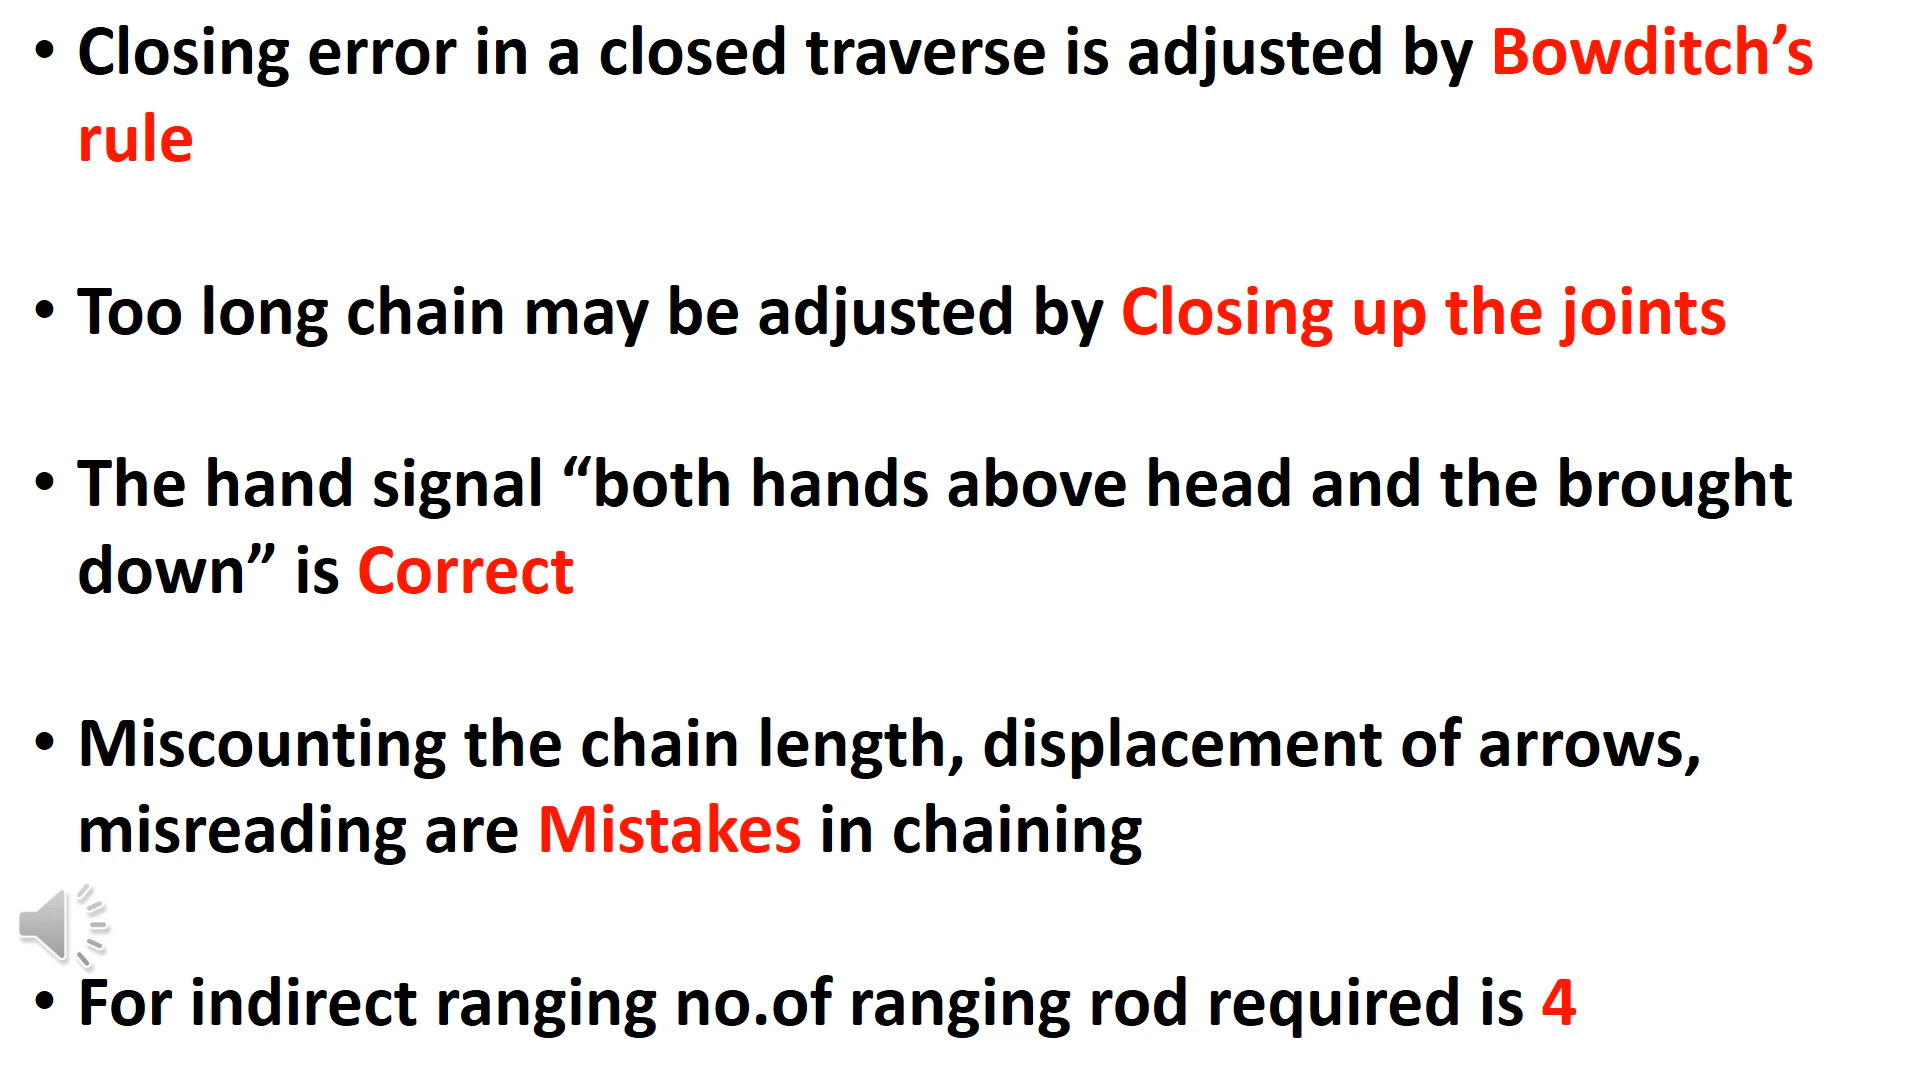 • Closing error in a closed traverse is adjusted by Bowditch’s
rule
• Too long chain may be adjusted by Closing up the joints
• The hand signal “both hands above head and the brought
down” is Correct
• Miscounting the chain length, displacement of arrows,
misreading are Mistakes in chaining
• For indirect ranging no.of ranging rod required is 4